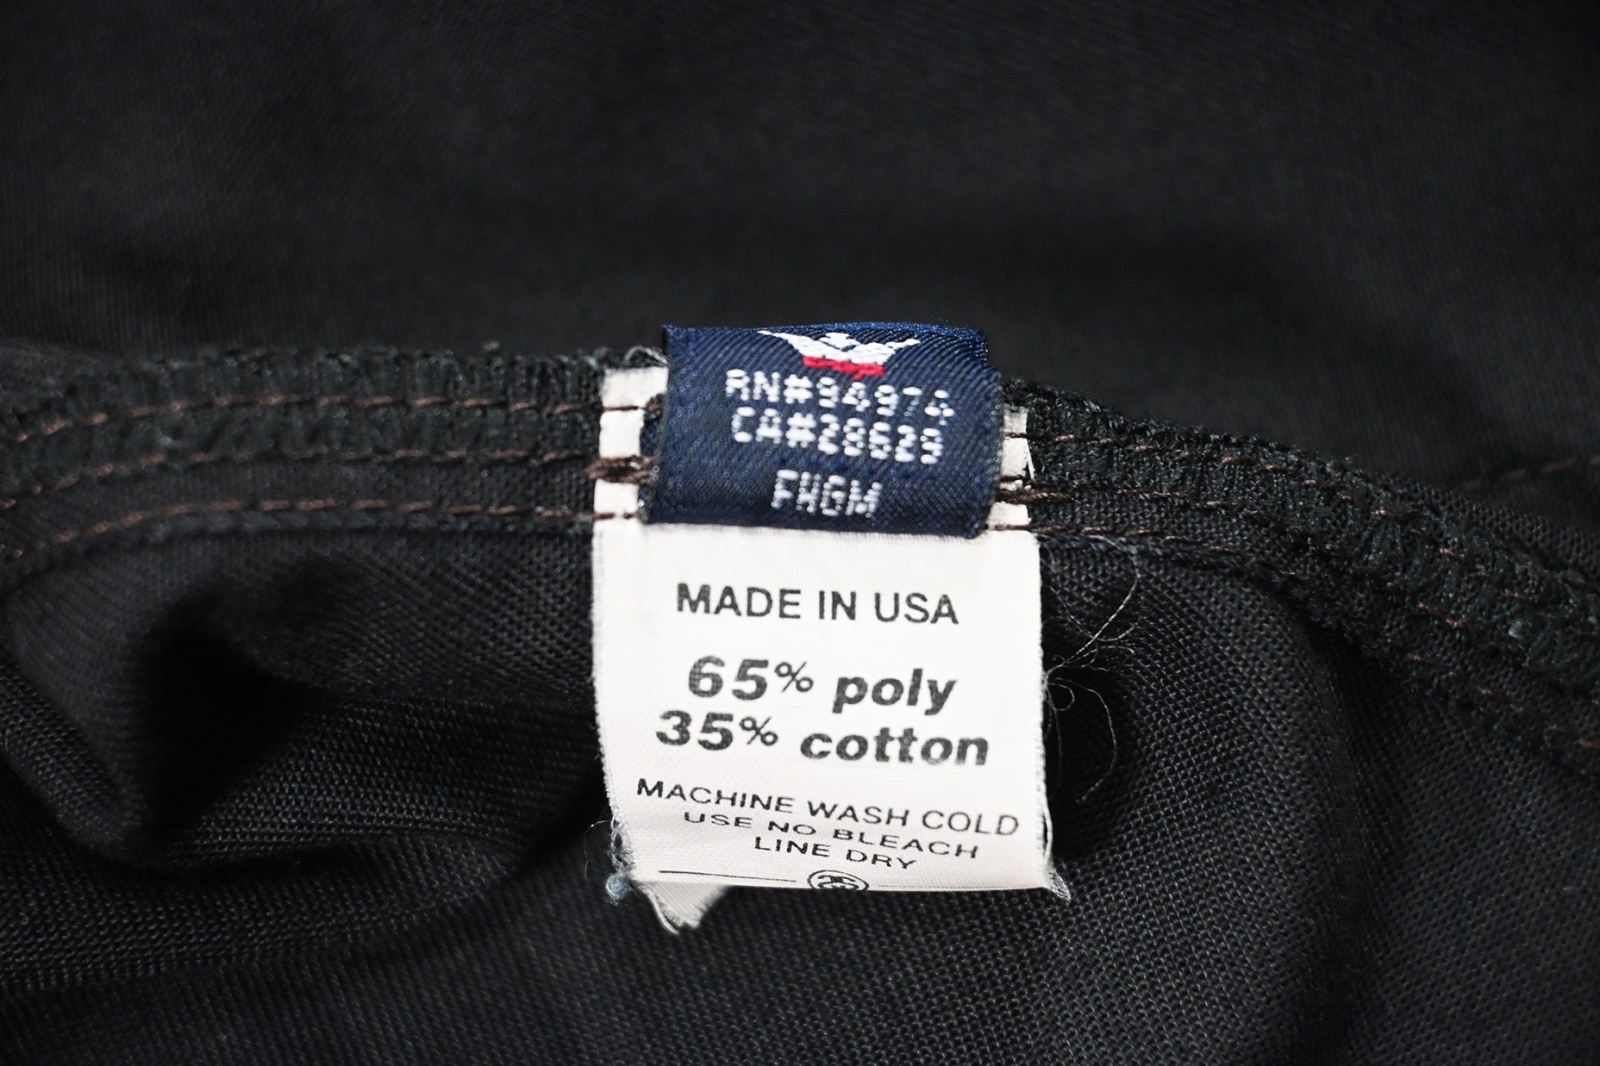 RN#94974
CA#28629
FHGM
MADE IN USA
65% poly
35% cotton
MACHINE WASH COLD
USE NO BLEACH
LINE DRY